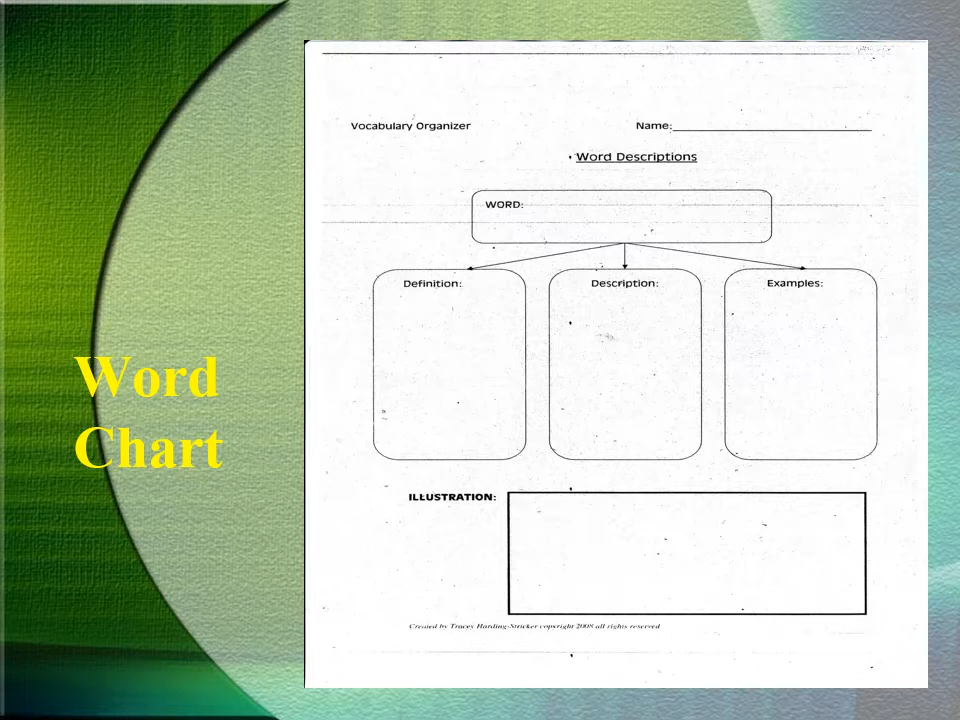 Word
Chart
Vocabulary Organizer Name:
Word Descriptions
WORD:
Definition: Description: Examples:
ILLUSTRATION:
Created by Tracey Harding-Stricker copyright 2008 all rights reserved